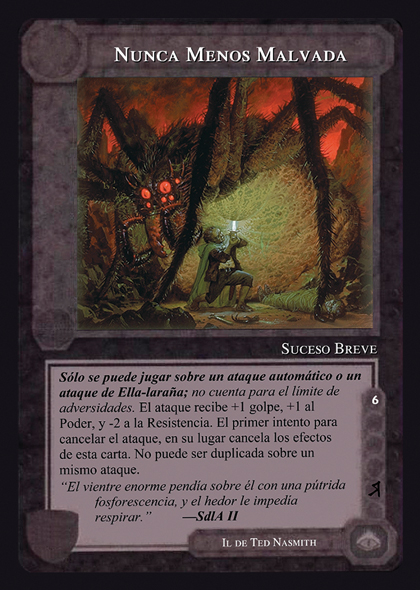 Nunca Menos Malvada
Suceso Breve
Sólo se puede jugar sobre un ataque automático o un
ataque de Ella-laraña; no cuenta para el límite de
adversidades. El ataque recibe +1 golpe, +1 al
Poder, y -2 a la Resistencia. El primer intento para
cancelar el ataque, en su lugar cancela los efectos
de esta carta. No puede ser duplicada sobre un
mismo ataque.
6
“El vientre enorme pendía sobre él con una pútrida
fosforescencia, y el hedor le impedía
respirar.” —SdlA II
Il de Ted Nasmith